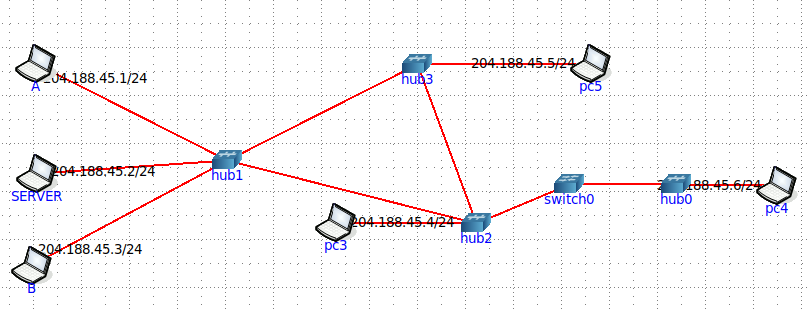 204.188.45.5/24
hub3
pc5
.04.188.45.1/24
A
204.188.45.2/24
hub1
SERVER
204.188.45.3/24
B
204.188.45.4/24
pc3
hub2
switch0
hub0
188.45.6/24
pc4